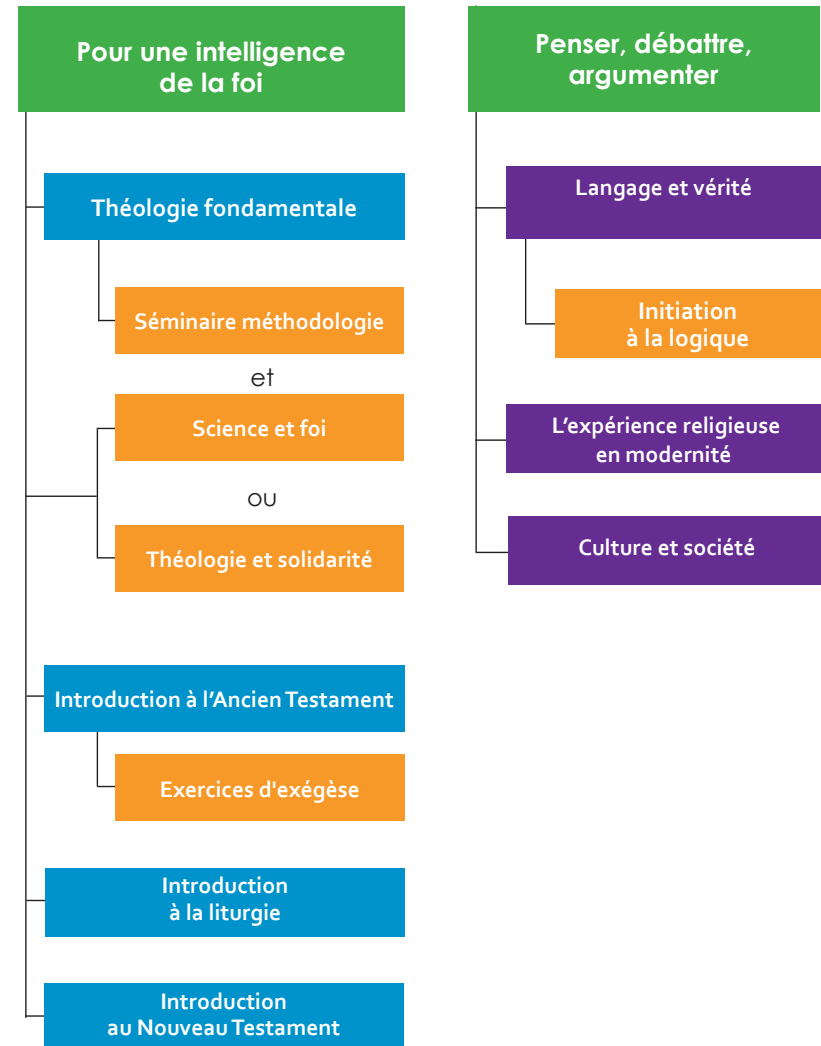 Pour une intelligence
de la foi
Théologie fondamentale
Séminaire méthodologie
et
Science et foi
ou
Théologie et solidarité
Introduction à l'Ancien Testament
Exercices d'exégèse
Introduction
à la liturgie
Introduction
au Nouveau Testament
Penser, débattre,
argumenter
Langage et vérité
Initiation
à la logique
L'expérience religieuse
en modernité
Culture et société